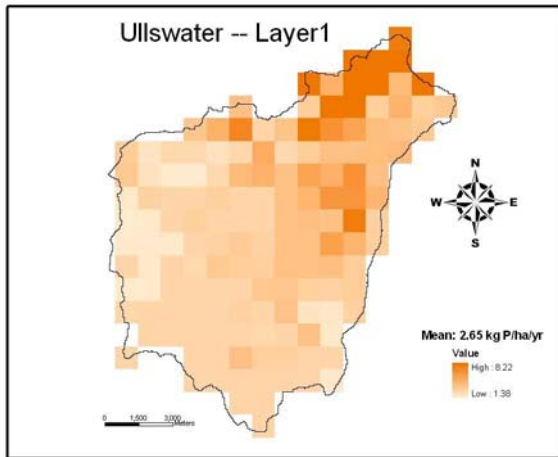 Ullswater -- Layer1
N
W E
S
Mean: 2.65 kg P/ha/yr
Value
High : 8.22
Low : 1.38
0 1,500 3,000
Meters